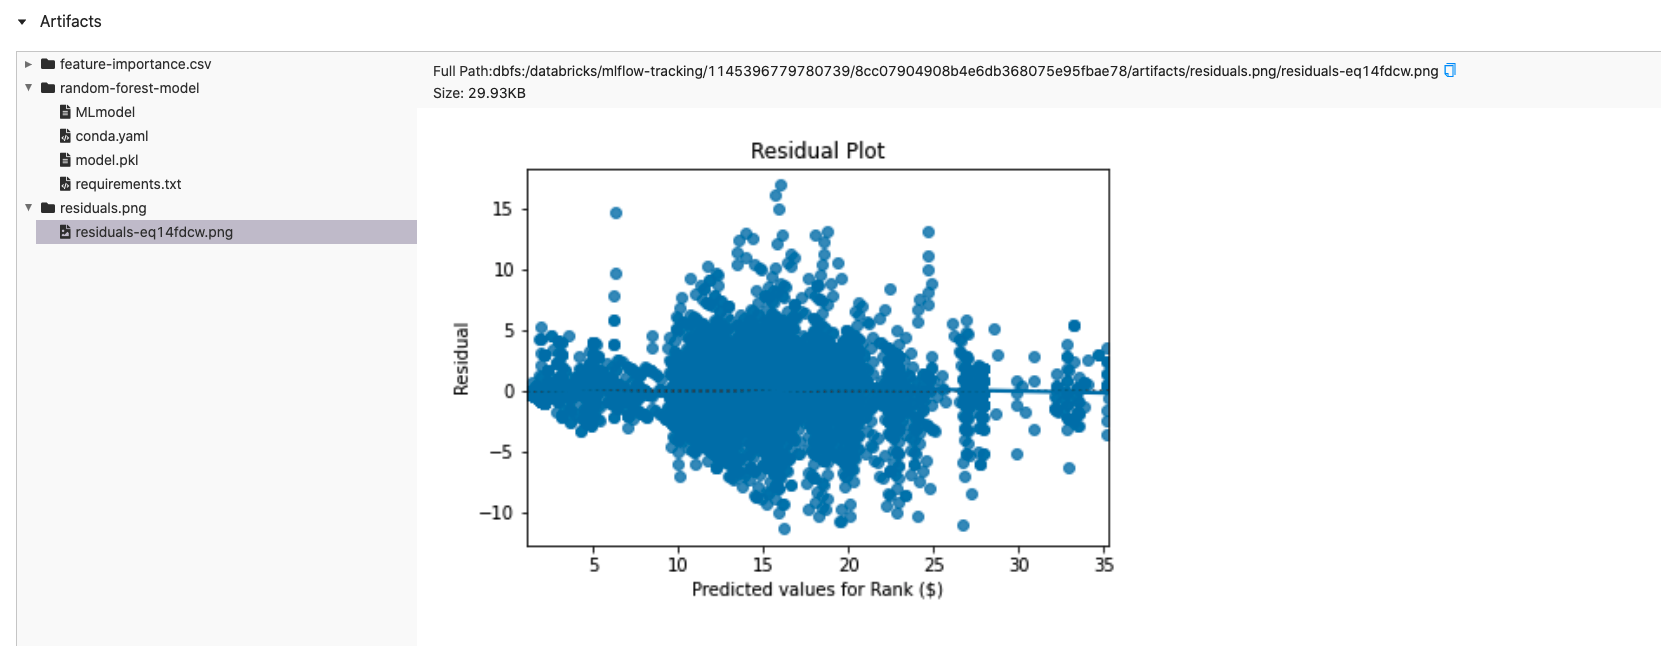 Artifacts
feature-importance.csv
random-forest-model
MLmodel
conda.yaml
model.pkl
requirements.txt
residuals.png
residuals-eq14fdcw.png
Full Path:dbfs:/databricks/mlflow-tracking/1145396779780739/8cc07904908b4e6db368075e95fbae78/artifacts/residuals.png/residuals-eq14fdcw.png
Size: 29.93KB
Residual Plot
Residual
15
10
5
0
−5
−10
5 10 15 20 25 30 35
Predicted values for Rank ($)